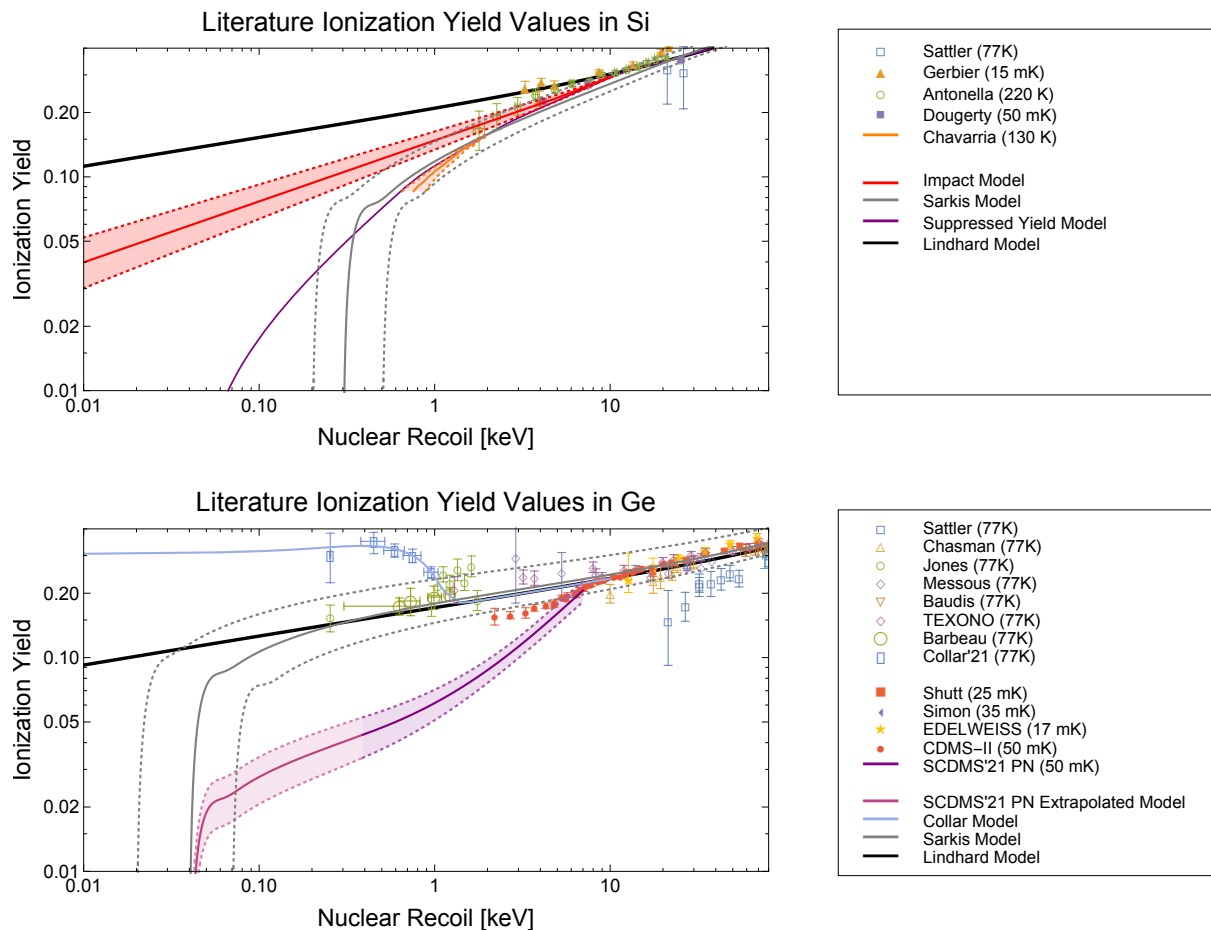 Literature Ionization Yield Values in Si
Ionization Yield
0.20
0.10
0.05
0.02
0.01
0.01
0.10
1
10
Nuclear Recoil [keV]
Sattler (77K)
Gerbier (15 mK)
Antonella (220 K)
Dougerty (50 mK)
Chavarria (130 K)
Impact Model
Sarkis Model
Suppressed Yield Model
Lindhard Model
Literature Ionization Yield Values in Ge
Ionization Yield
0.20
0.10
0.05
0.02
0.01
0.01
0.10
1
10
Nuclear Recoil [keV]
Sattler (77K)
Chasman (77K)
Jones (77K)
Messous (77K)
Baudis (77K)
TEXONO (77K)
Barbeau (77K)
Collar'21 (77K)
Shutt (25 mK)
Simon (35 mK)
EDELWEISS (17 mK)
CDMS−II (50 mK)
SCDMS'21 PN (50 mK)
SCDMS'21 PN Extrapolated Model
Collar Model
Sarkis Model
Lindhard Model